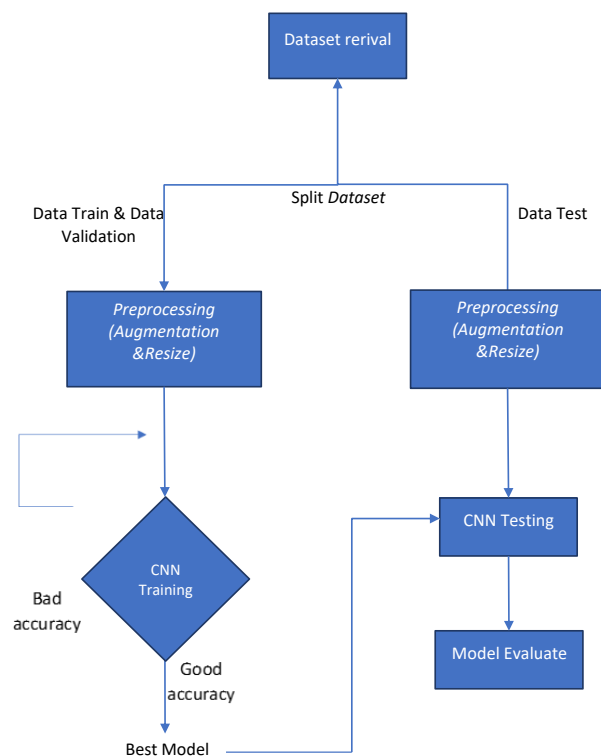 Dataset rerival
Split Dataset
Data Train & Data
Validation
Data Test
Preprocessing
(Augmentation
&Resize)
Preprocessing
(Augmentation
&Resize)
CNN
Training
CNN Testing
Bad
accuracy
Good
accuracy
Model Evaluate
Best Model